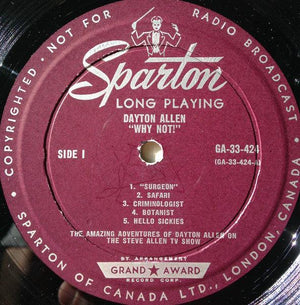 UNAUTHORIZED COPYING · NOT FOR RADIO BROADCAST
Sparton
LONG PLAYING
DAYTON ALLEN
"WHY NOT!"
SIDE I
GA-33-424
(GA-33-424-A)
1. "SURGEON"
2. SAFARI
3. CRIMINOLOGIST
4. BOTANIST
5. HELLO SICKIES
THE AMAZING ADVENTURES OF DAYTON ALLEN ON
THE STEVE ALLEN TV SHOW
BY ARRANGEMENT
GRAND ★ AWARD
RECORD CORP.
SPARTON OF CANADA LTD., LONDON, CANADA